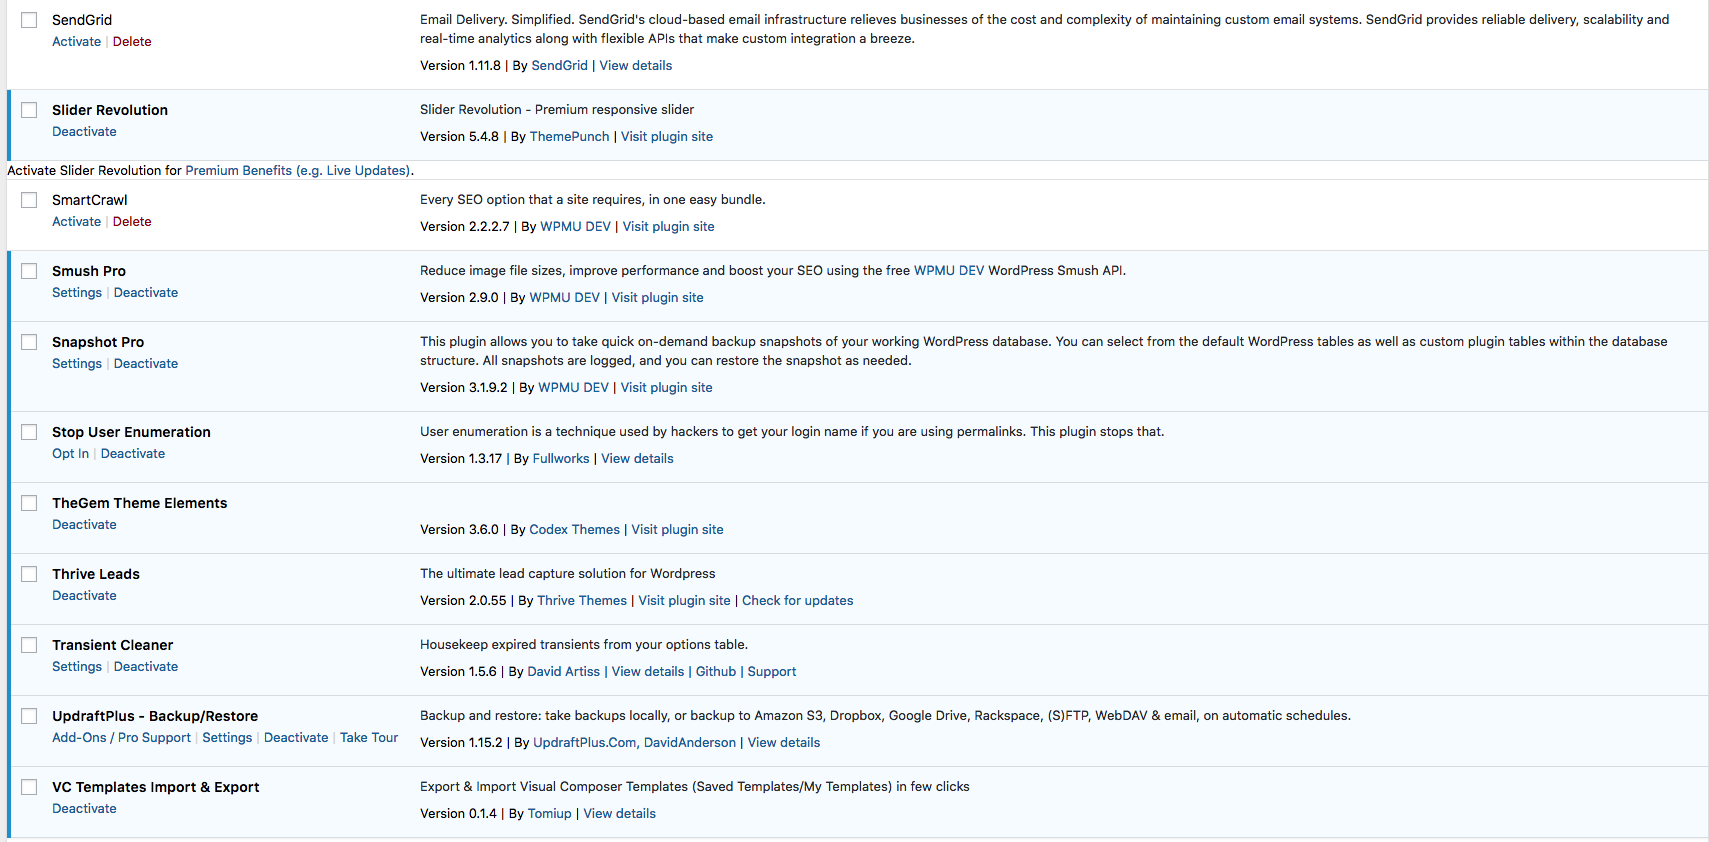 SendGrid
Activate | Delete
Email Delivery. Simplified. SendGrid's cloud-based email infrastructure relieves businesses of the cost and complexity of maintaining custom email systems. SendGrid provides reliable delivery, scalability and
real-time analytics along with flexible APIs that make custom integration a breeze.
Version 1.11.8 | By SendGrid | View details
Slider Revolution
Deactivate
Slider Revolution - Premium responsive slider
Version 5.4.8 | By ThemePunch | Visit plugin site
Activate Slider Revolution for Premium Benefits (e.g. Live Updates).
SmartCrawl
Activate | Delete
Every SEO option that a site requires, in one easy bundle.
Version 2.2.2.7 | By WPMU DEV | Visit plugin site
Smush Pro
Settings | Deactivate
Reduce image file sizes, improve performance and boost your SEO using the free WPMU DEV WordPress Smush API.
Version 2.9.0 | By WPMU DEV | Visit plugin site
Snapshot Pro
Settings | Deactivate
This plugin allows you to take quick on-demand backup snapshots of your working WordPress database. You can select from the default WordPress tables as well as custom plugin tables within the database
structure. All snapshots are logged, and you can restore the snapshot as needed.
Version 3.1.9.2 | By WPMU DEV | Visit plugin site
Stop User Enumeration
Opt In | Deactivate
User enumeration is a technique used by hackers to get your login name if you are using permalinks. This plugin stops that.
Version 1.3.17 | By Fullworks | View details
TheGem Theme Elements
Deactivate
Version 3.6.0 | By Codex Themes | Visit plugin site
Thrive Leads
Deactivate
The ultimate lead capture solution for Wordpress
Version 2.0.55 | By Thrive Themes | Visit plugin site | Check for updates
Transient Cleaner
Settings | Deactivate
Housekeep expired transients from your options table.
Version 1.5.6 | By David Artiss | View details | Github | Support
UpdraftPlus - Backup/Restore
Add-Ons / Pro Support | Settings | Deactivate | Take Tour
Backup and restore: take backups locally, or backup to Amazon S3, Dropbox, Google Drive, Rackspace, (S)FTP, WebDAV & email, on automatic schedules.
Version 1.15.2 | By UpdraftPlus.Com, DavidAnderson | View details
VC Templates Import & Export
Deactivate
Export & Import Visual Composer Templates (Saved Templates/My Templates) in few clicks
Version 0.1.4 | By Tomiup | View details